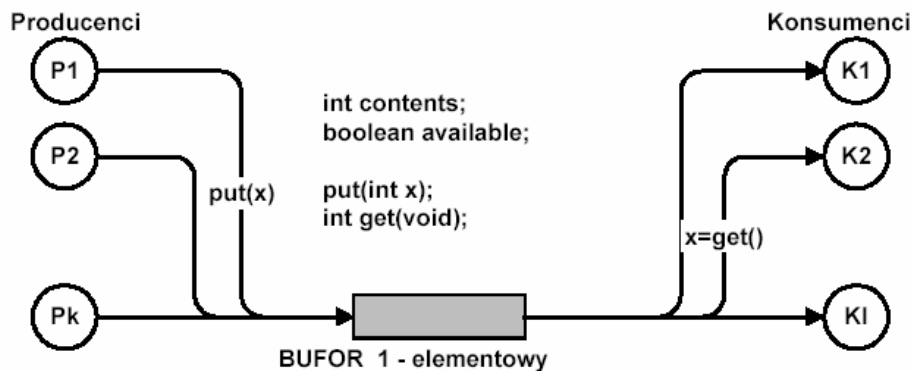 Producenci
Konsumenci
P1
K1
int contents;
boolean available;
P2
K2
put(x)
put(int x);
int get(void);
x=get()
Pk
Kl
BUFOR 1 - elementowy